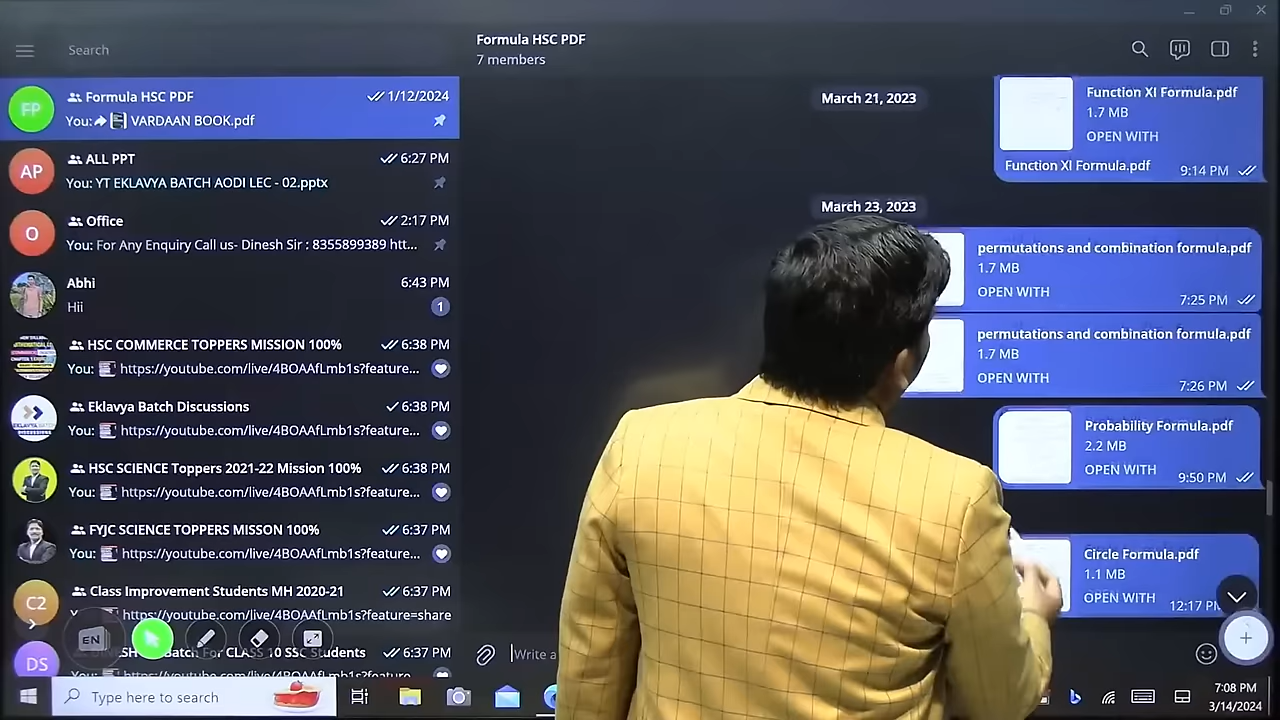 Search
Formula HSC PDF
7 members
FP
Formula HSC PDF
1/12/2024
You: VARDAAN BOOK.pdf
AP
ALL PPT
6:27 PM
You: YT EKLAVYA BATCH AODI LEC - 02.pptx
O
Office
2:17 PM
You: For Any Enquiry Call us- Dinesh Sir : 8355899389 htt...
Abhi
6:43 PM
Hii
1
HSC COMMERCE TOPPERS MISSION 100%
6:38 PM
You: https://youtube.com/live/4BOAAfLmb1s?feature...
Eklavya Batch Discussions
6:38 PM
You: https://youtube.com/live/4BOAAfLmb1s?feature...
HSC SCIENCE Toppers 2021-22 Mission 100%
6:38 PM
You: https://youtube.com/live/4BOAAfLmb1s?feature...
FYJC SCIENCE TOPPERS MISSON 100%
6:37 PM
You: https://youtube.com/live/4BOAAfLmb1s?feature...
C2
Class Improvement Students MH 2020-21
6:37 PM
https://youtube.com/live/4BOAAfLmb1s?feature=share
EN
DS
Batch For CLASS 10 SSC Students
6:37 PM
March 21, 2023
Function XI Formula.pdf
1.7 MB
OPEN WITH
Function XI Formula.pdf
9:14 PM
March 23, 2023
permutations and combination formula.pdf
1.7 MB
OPEN WITH
7:25 PM
permutations and combination formula.pdf
1.7 MB
OPEN WITH
7:26 PM
Probability Formula.pdf
2.2 MB
OPEN WITH
9:50 PM
Circle Formula.pdf
1.1 MB
OPEN WITH
12:17 P
Write a
Type here to search
7:08 PM
3/14/2024